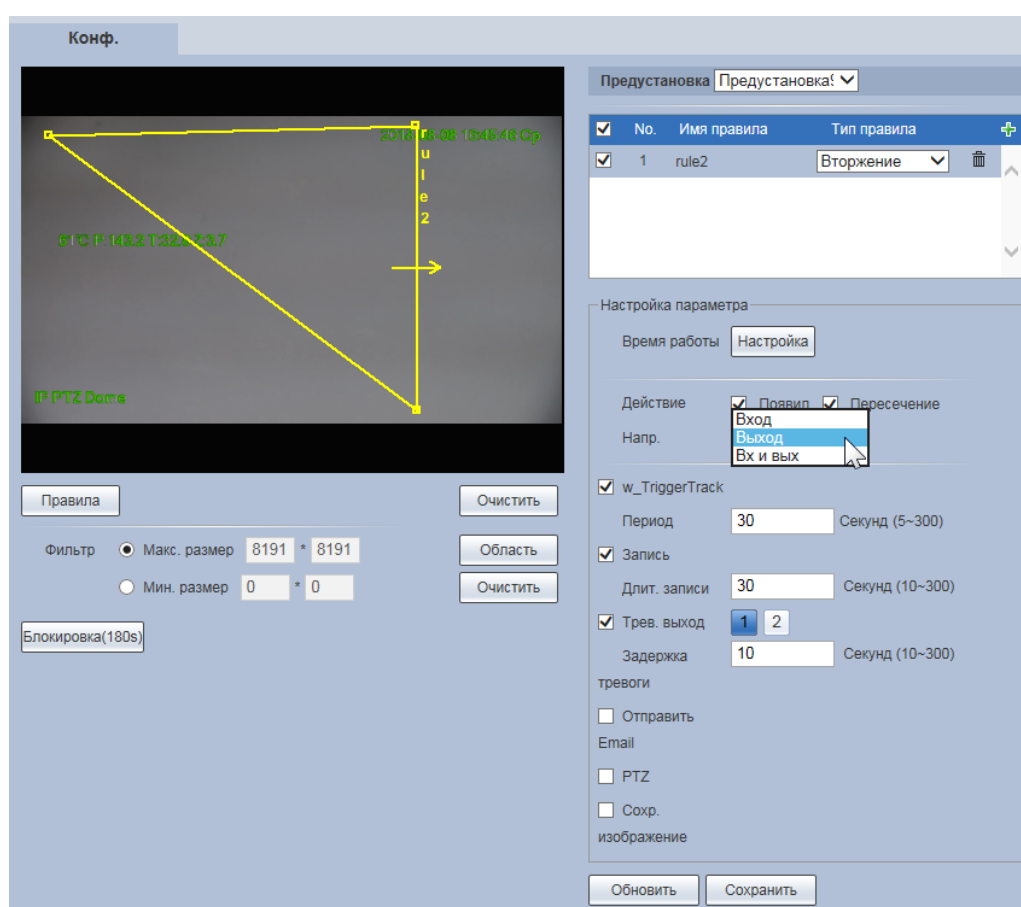 Конф.
Предустановка Предустановка
No. Имя правила Тип правила
1 rule2 Вторжение
rule2
IP PTZ Dome
Настройка параметра
Время работы Настройка
Действие Появил Пересечение
Напр.
Вход
Выход
Вх и вых
w_TriggerTrack
Период 30 Секунд (5~300)
Запись
Длит. записи 30 Секунд (10~300)
Трев. выход 1 2
Задержка 10 Секунд (10~300)
тревоги
Отправить
Email
PTZ
Сохр.
изображение
Обновить Сохранить
Правила Очистить
Фильтр Макс. размер 8191 * 8191 Область
Мин. размер 0 * 0 Очистить
Блокировка(180s)